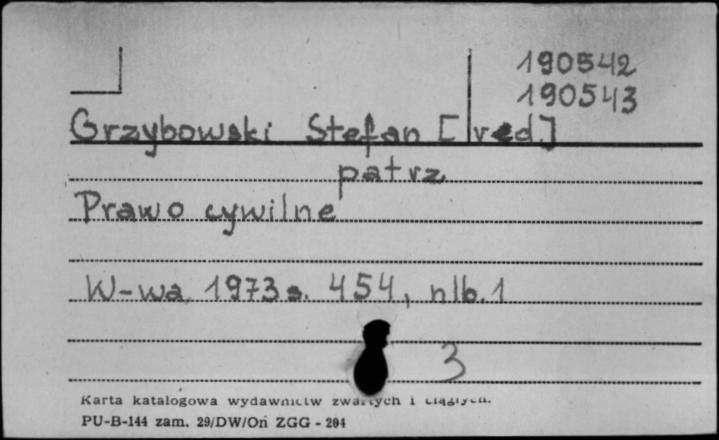 190542
190543
Grzybowski Stefan [red]
patrz
Prawo cywilne
W-wa 1973 s. 454, nlb. 1
3
Karta katalogowa wydawnictw zwartych i ciągłych.
PU-B-144 zam. 29/DW/Oń ZGG - 204